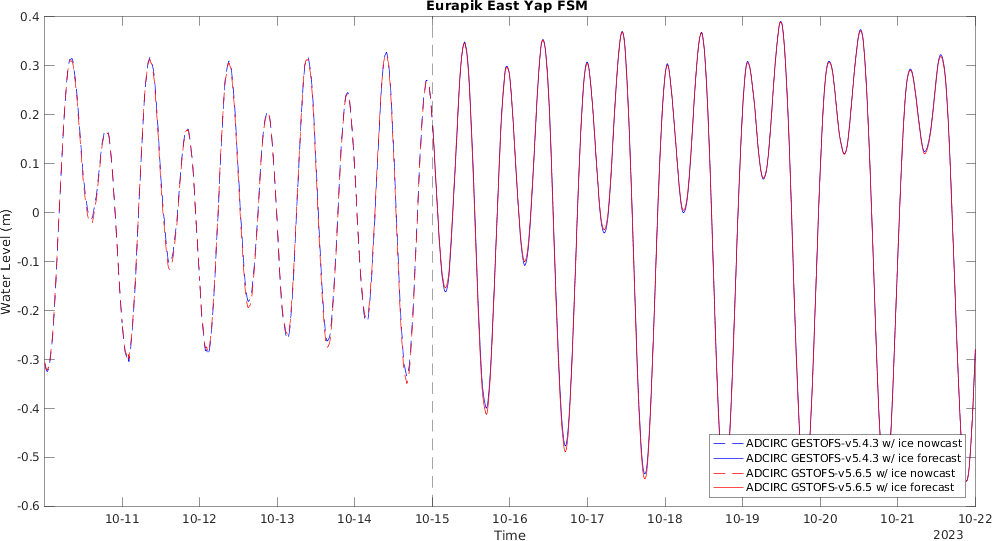 Eurapik East Yap FSM
0.4
0.3
0.2
0.1
0
-0.1
-0.2
-0.3
-0.4
-0.5
-0.6
Water Level (m)
ADCIRC GESTOFS-v5.4.3 w/ ice nowcast
ADCIRC GESTOFS-v5.4.3 w/ ice forecast
ADCIRC GSTOFS-v5.6.5 w/ ice nowcast
ADCIRC GSTOFS-v5.6.5 w/ ice forecast
10-11 10-12 10-13 10-14 10-15 10-16 10-17 10-18 10-19 10-20 10-21 10-22
Time
2023